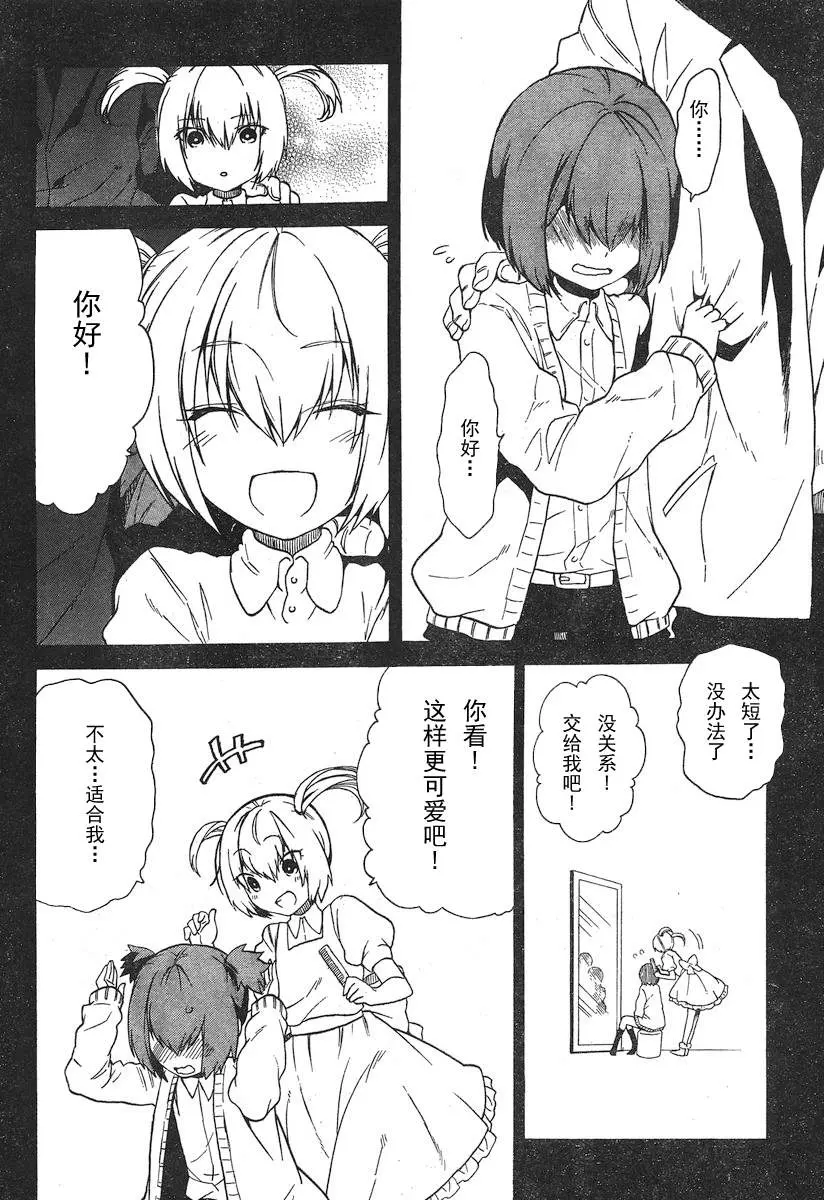 你……
你好…
你好！
太短了…
没办法了
没关系！
交给我吧！
你看！
这样更可爱吧！
不太…适合我…